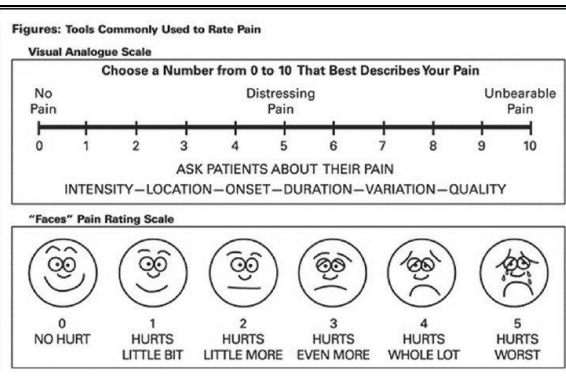 Figures: Tools Commonly Used to Rate Pain
Visual Analogue Scale
Choose a Number from 0 to 10 That Best Describes Your Pain
No Pain
Distressing Pain
Unbearable Pain
0 1 2 3 4 5 6 7 8 9 10
ASK PATIENTS ABOUT THEIR PAIN
INTENSITY—LOCATION—ONSET—DURATION—VARIATION—QUALITY
"Faces" Pain Rating Scale
0 1 2 3 4 5
NO HURT
HURTS LITTLE BIT
HURTS LITTLE MORE
HURTS EVEN MORE
HURTS WHOLE LOT
HURTS WORST